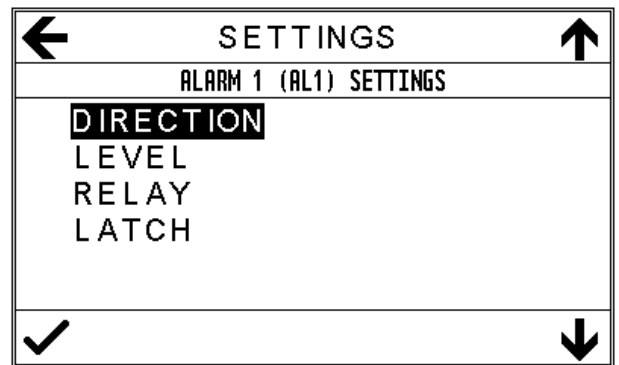 SETTINGS
ALARM 1 (AL1) SETTINGS
DIRECTION
LEVEL
RELAY
LATCH